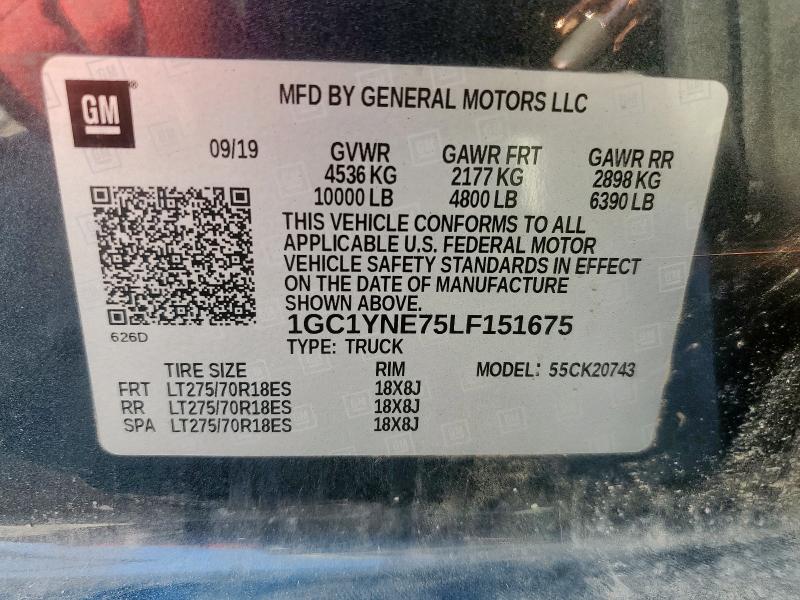 GM
®
MFD BY GENERAL MOTORS LLC
09/19
GVWR GAWR FRT GAWR RR
4536 KG 2177 KG 2898 KG
10000 LB 4800 LB 6390 LB
THIS VEHICLE CONFORMS TO ALL
APPLICABLE U.S. FEDERAL MOTOR
VEHICLE SAFETY STANDARDS IN EFFECT
ON THE DATE OF MANUFACTURE
SHOWN ABOVE.
626D
1GC1YNE75LF151675
TYPE: TRUCK
TIRE SIZE RIM MODEL: 55CK20743
FRT LT275/70R18ES 18X8J
RR LT275/70R18ES 18X8J
SPA LT275/70R18ES 18X8J